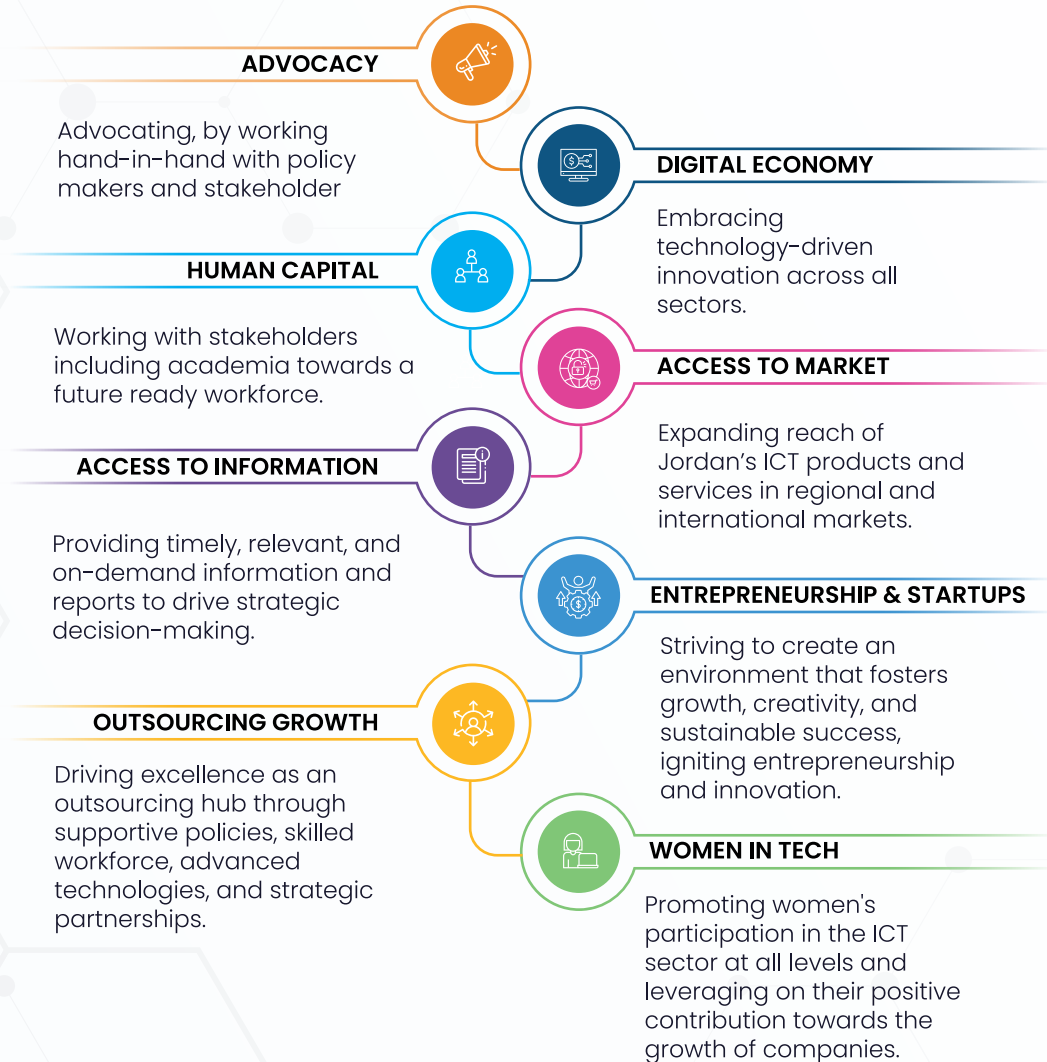 ADVOCACY
Advocating, by working
hand-in-hand with policy
makers and stakeholder
DIGITAL ECONOMY
Embracing
technology-driven
innovation across all
sectors.
HUMAN CAPITAL
Working with stakeholders
including academia towards a
future ready workforce.
ACCESS TO MARKET
Expanding reach of
Jordan’s ICT products and
services in regional and
international markets.
ACCESS TO INFORMATION
Providing timely, relevant, and
on-demand information and
reports to drive strategic
decision-making.
ENTREPRENEURSHIP & STARTUPS
Striving to create an
environment that fosters
growth, creativity, and
sustainable success,
igniting entrepreneurship
and innovation.
OUTSOURCING GROWTH
Driving excellence as an
outsourcing hub through
supportive policies, skilled
workforce, advanced
technologies, and strategic
partnerships.
WOMEN IN TECH
Promoting women's
participation in the ICT
sector at all levels and
leveraging on their positive
contribution towards the
growth of companies.